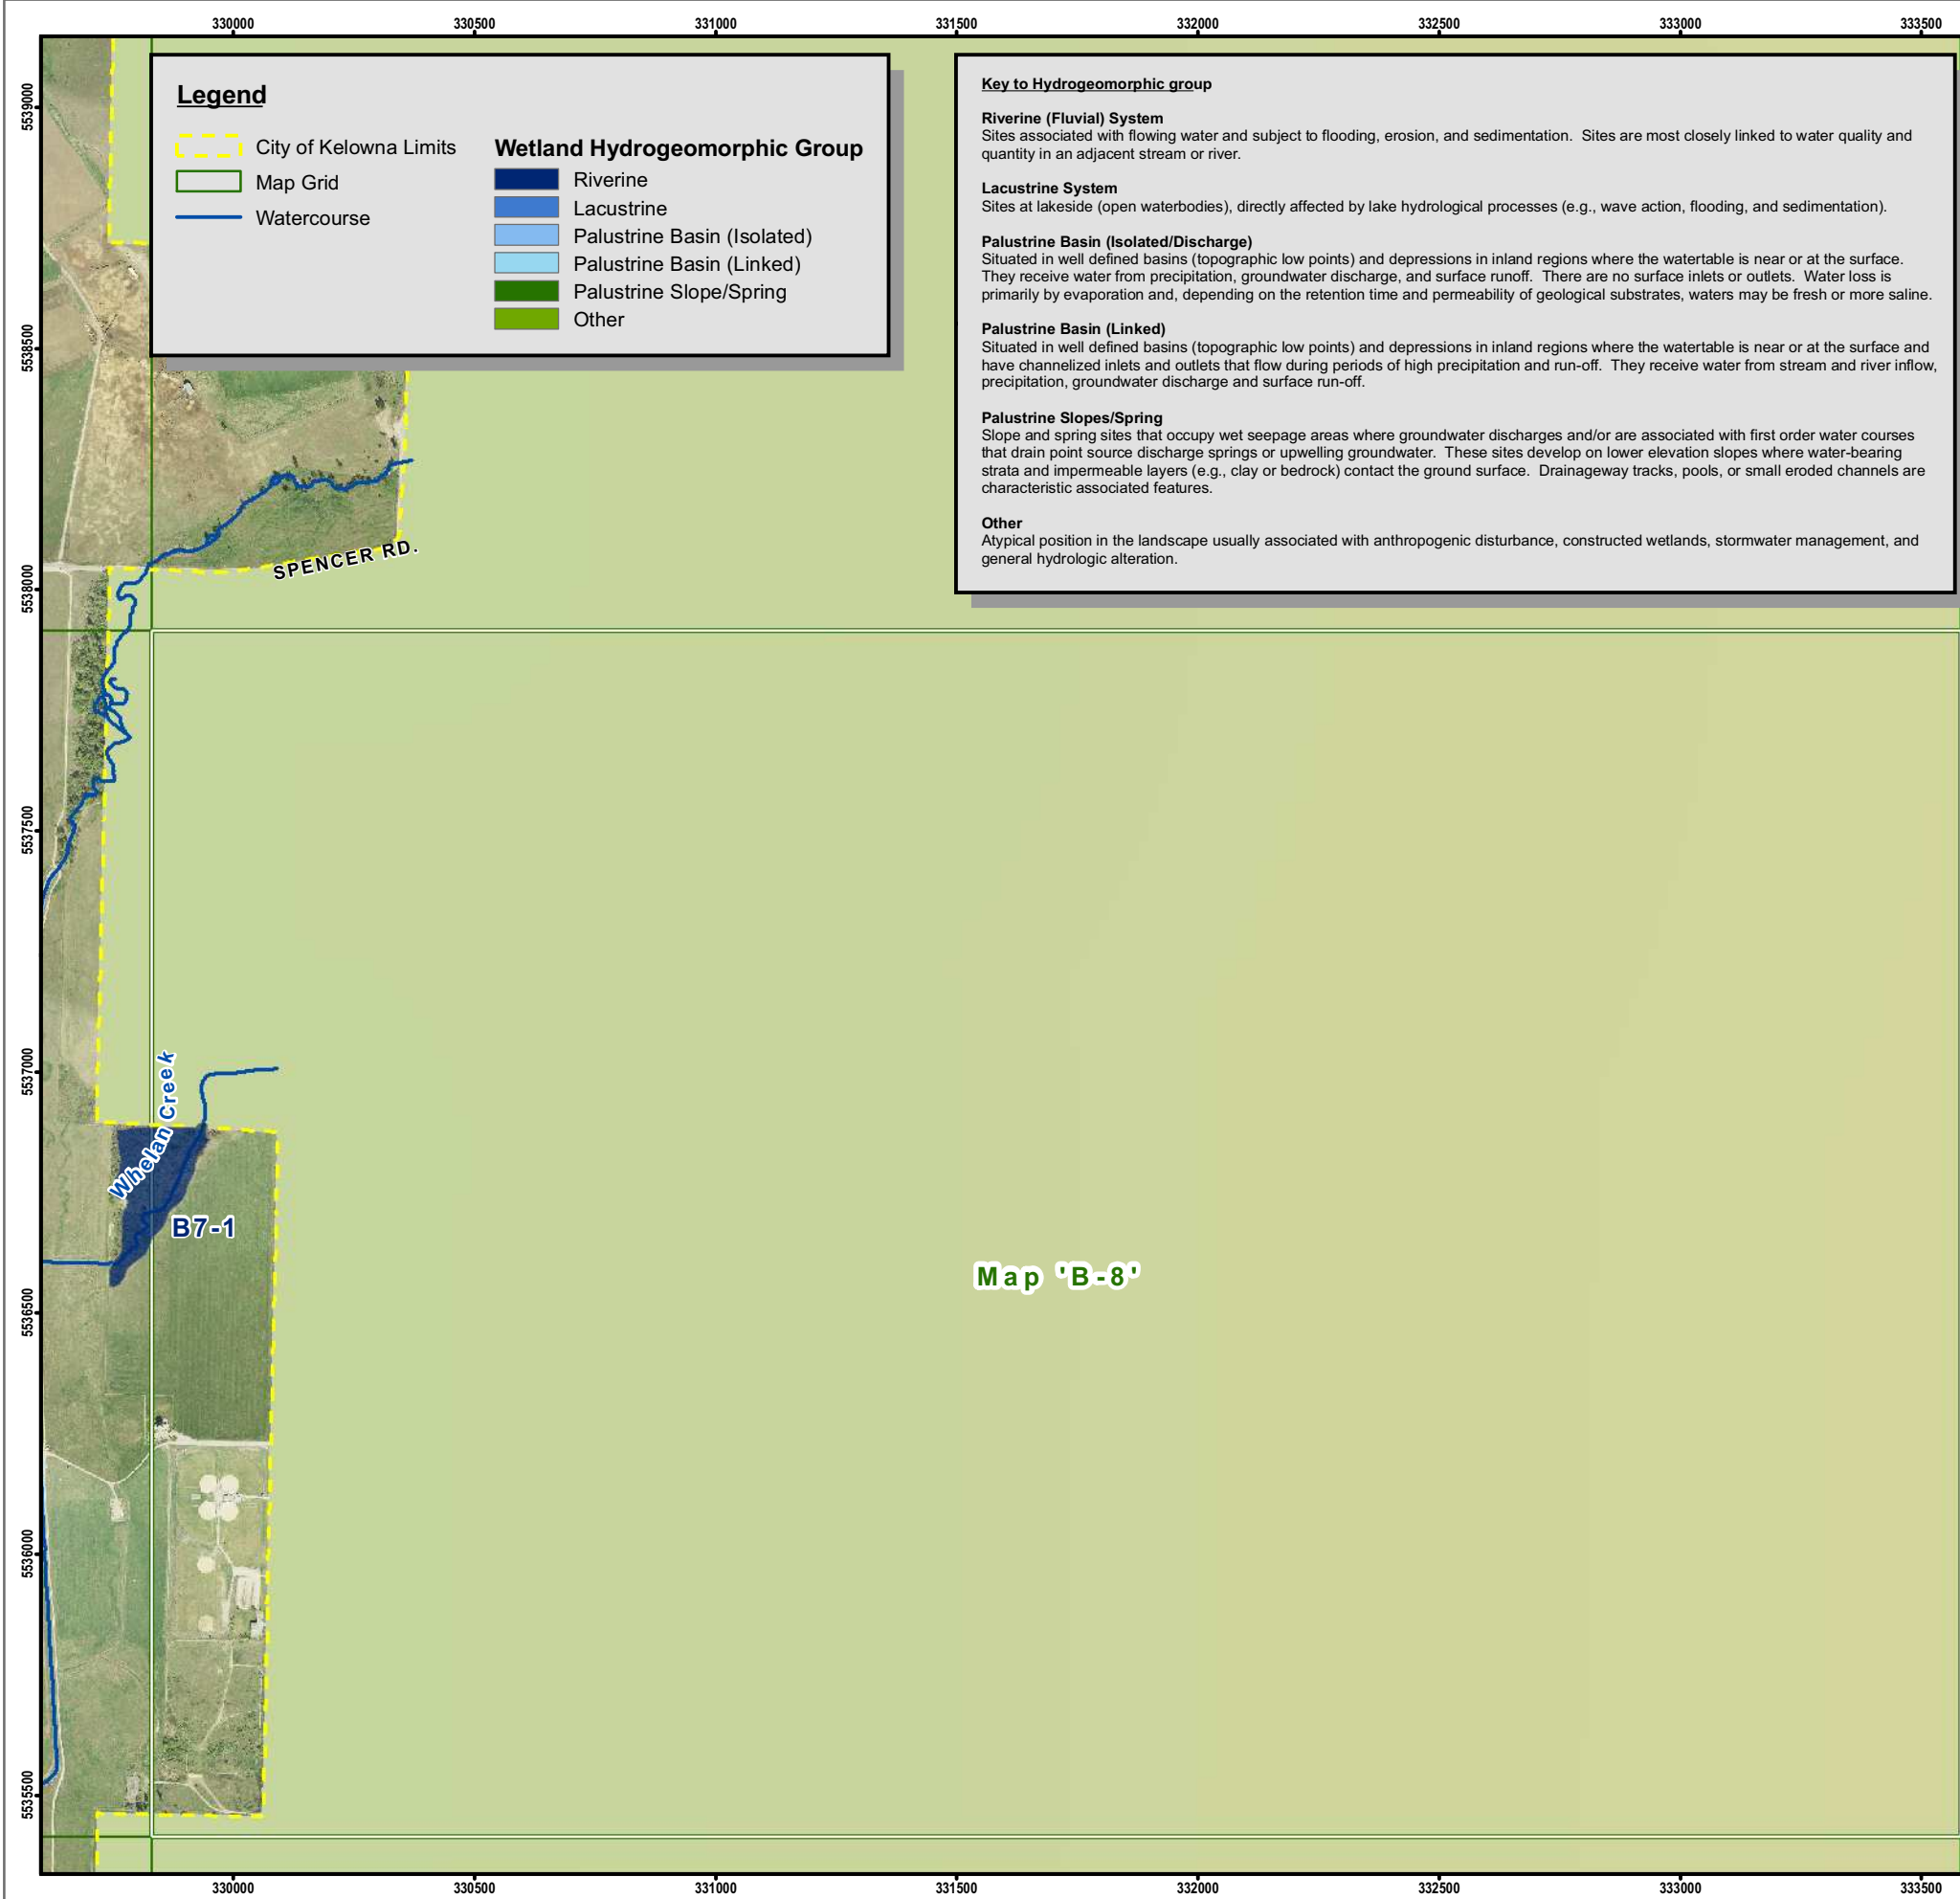 330000 330500 331000 331500 332000 332500 333000 333500
5539000
5538500
5538000
5537500
5537000
5536500
5536000
5535500
Legend
City of Kelowna Limits
Map Grid
Watercourse
Wetland Hydrogeomorphic Group
Riverine
Lacustrine
Palustrine Basin (Isolated)
Palustrine Basin (Linked)
Palustrine Slope/Spring
Other
Key to Hydrogeomorphic group
Riverine (Fluvial) System
Sites associated with flowing water and subject to flooding, erosion, and sedimentation. Sites are most closely linked to water quality and
quantity in an adjacent stream or river.
Lacustrine System
Sites at lakeside (open waterbodies), directly affected by lake hydrological processes (e.g., wave action, flooding, and sedimentation).
Palustrine Basin (Isolated/Discharge)
Situated in well defined basins (topographic low points) and depressions in inland regions where the watertable is near or at the surface.
They receive water from precipitation, groundwater discharge, and surface runoff. There are no surface inlets or outlets. Water loss is
primarily by evaporation and, depending on the retention time and permeability of geological substrates, waters may be fresh or more saline.
Palustrine Basin (Linked)
Situated in well defined basins (topographic low points) and depressions in inland regions where the watertable is near or at the surface and
have channelized inlets and outlets that flow during periods of high precipitation and run-off. They receive water from stream and river inflow,
precipitation, groundwater discharge and surface run-off.
Palustrine Slopes/Spring
Slope and spring sites that occupy wet seepage areas where groundwater discharges and/or are associated with first order water courses
that drain point source discharge springs or upwelling groundwater. These sites develop on lower elevation slopes where water-bearing
strata and impermeable layers (e.g., clay or bedrock) contact the ground surface. Drainageway tracks, pools, or small eroded channels are
characteristic associated features.
Other
Atypical position in the landscape usually associated with anthropogenic disturbance, constructed wetlands, stormwater management, and
general hydrologic alteration.
SPENCER RD.
Whelan Creek
B7-1
Map 'B-8'
330000 330500 331000 331500 332000 332500 333000 333500